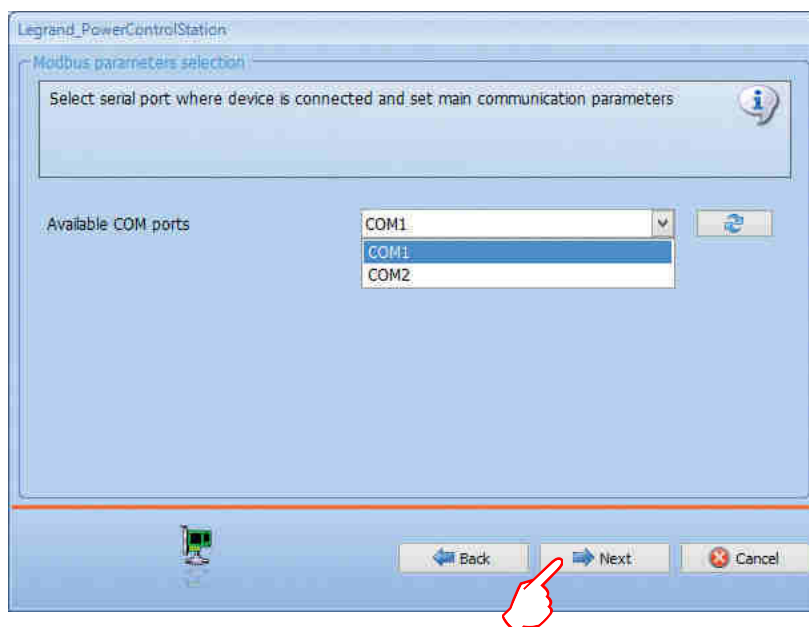 Legrand_PowerControlStation
Modbus parameters selection
Select serial port where device is connected and set main communication parameters
Available COM ports
COM1
COM1
COM2
Back
Next
Cancel